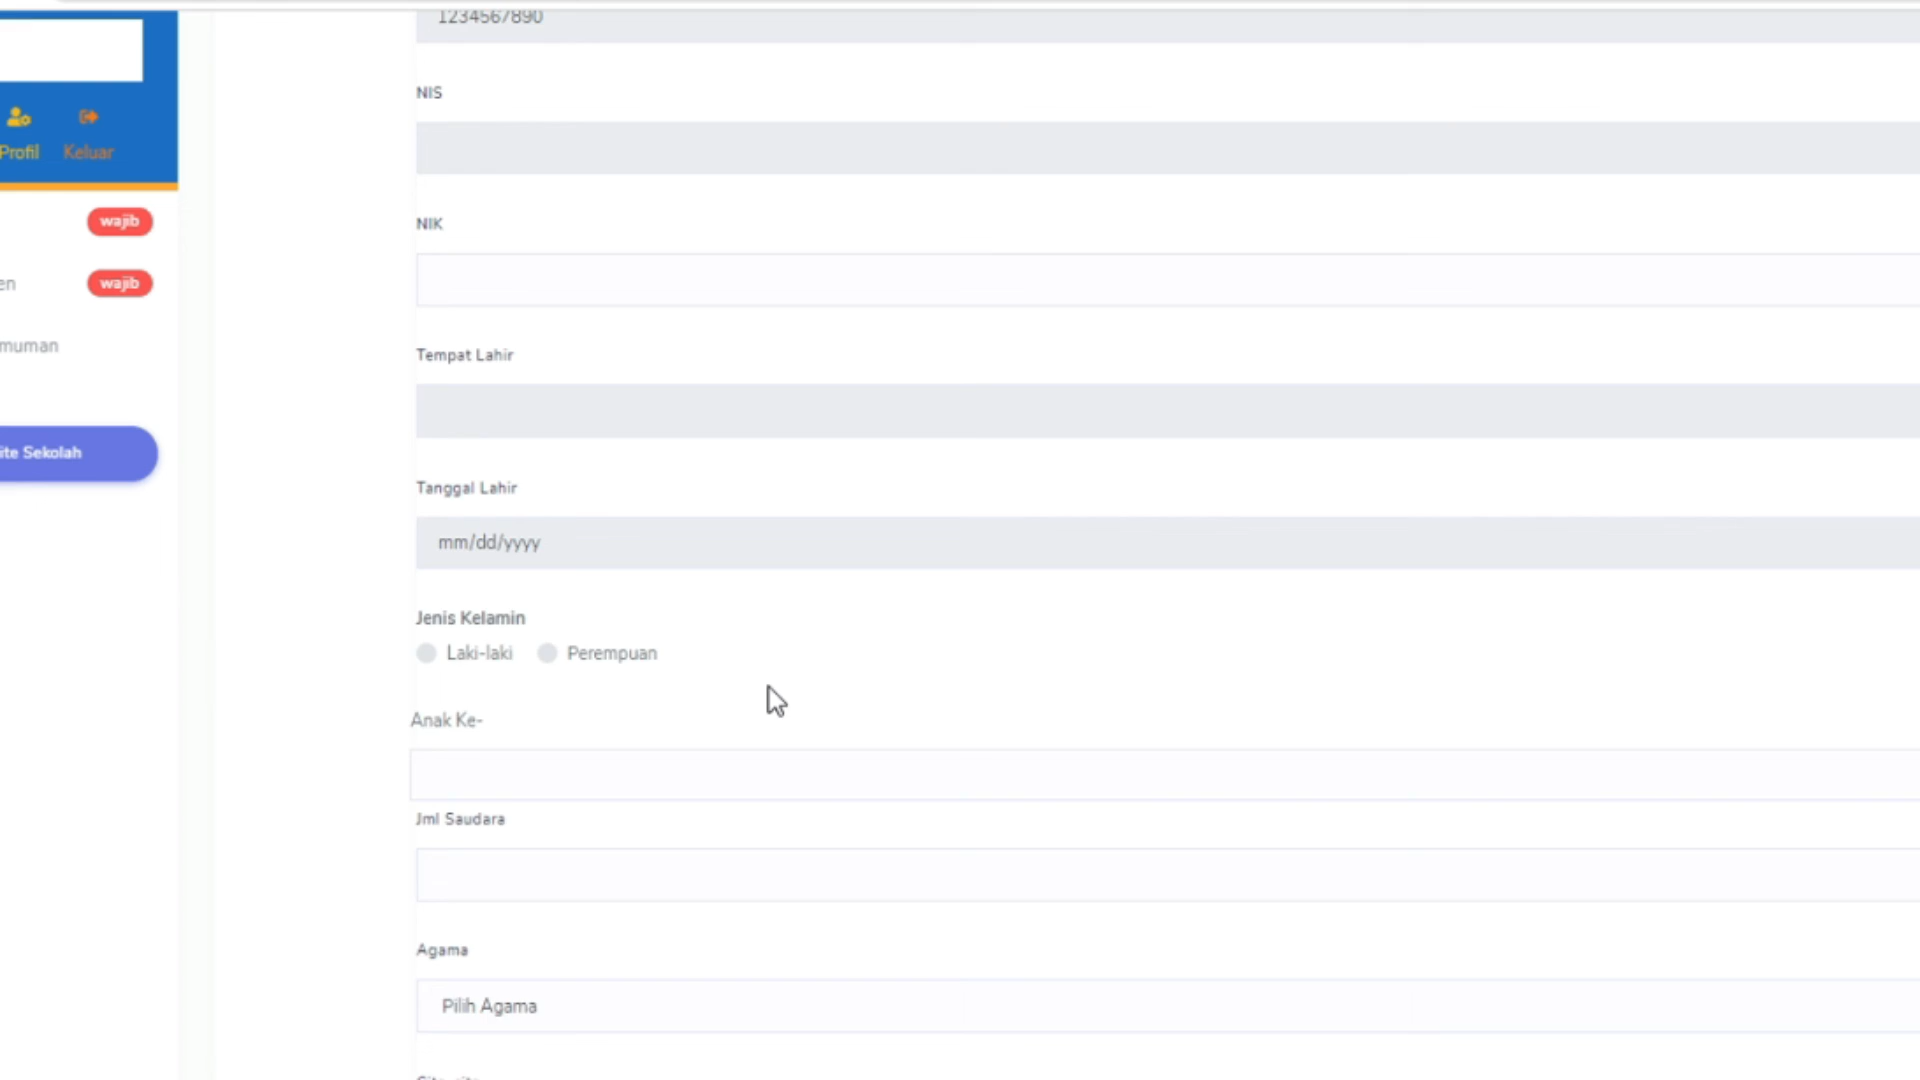 1234567890
NIS
Profil
Keluar
wajib
NIK
en
wajib
muman
Tempat Lahir
ite Sekolah
Tanggal Lahir
mm/dd/yyyy
Jenis Kelamin
Laki-laki
Perempuan
Anak Ke-
Jml Saudara
Agama
Pilih Agama